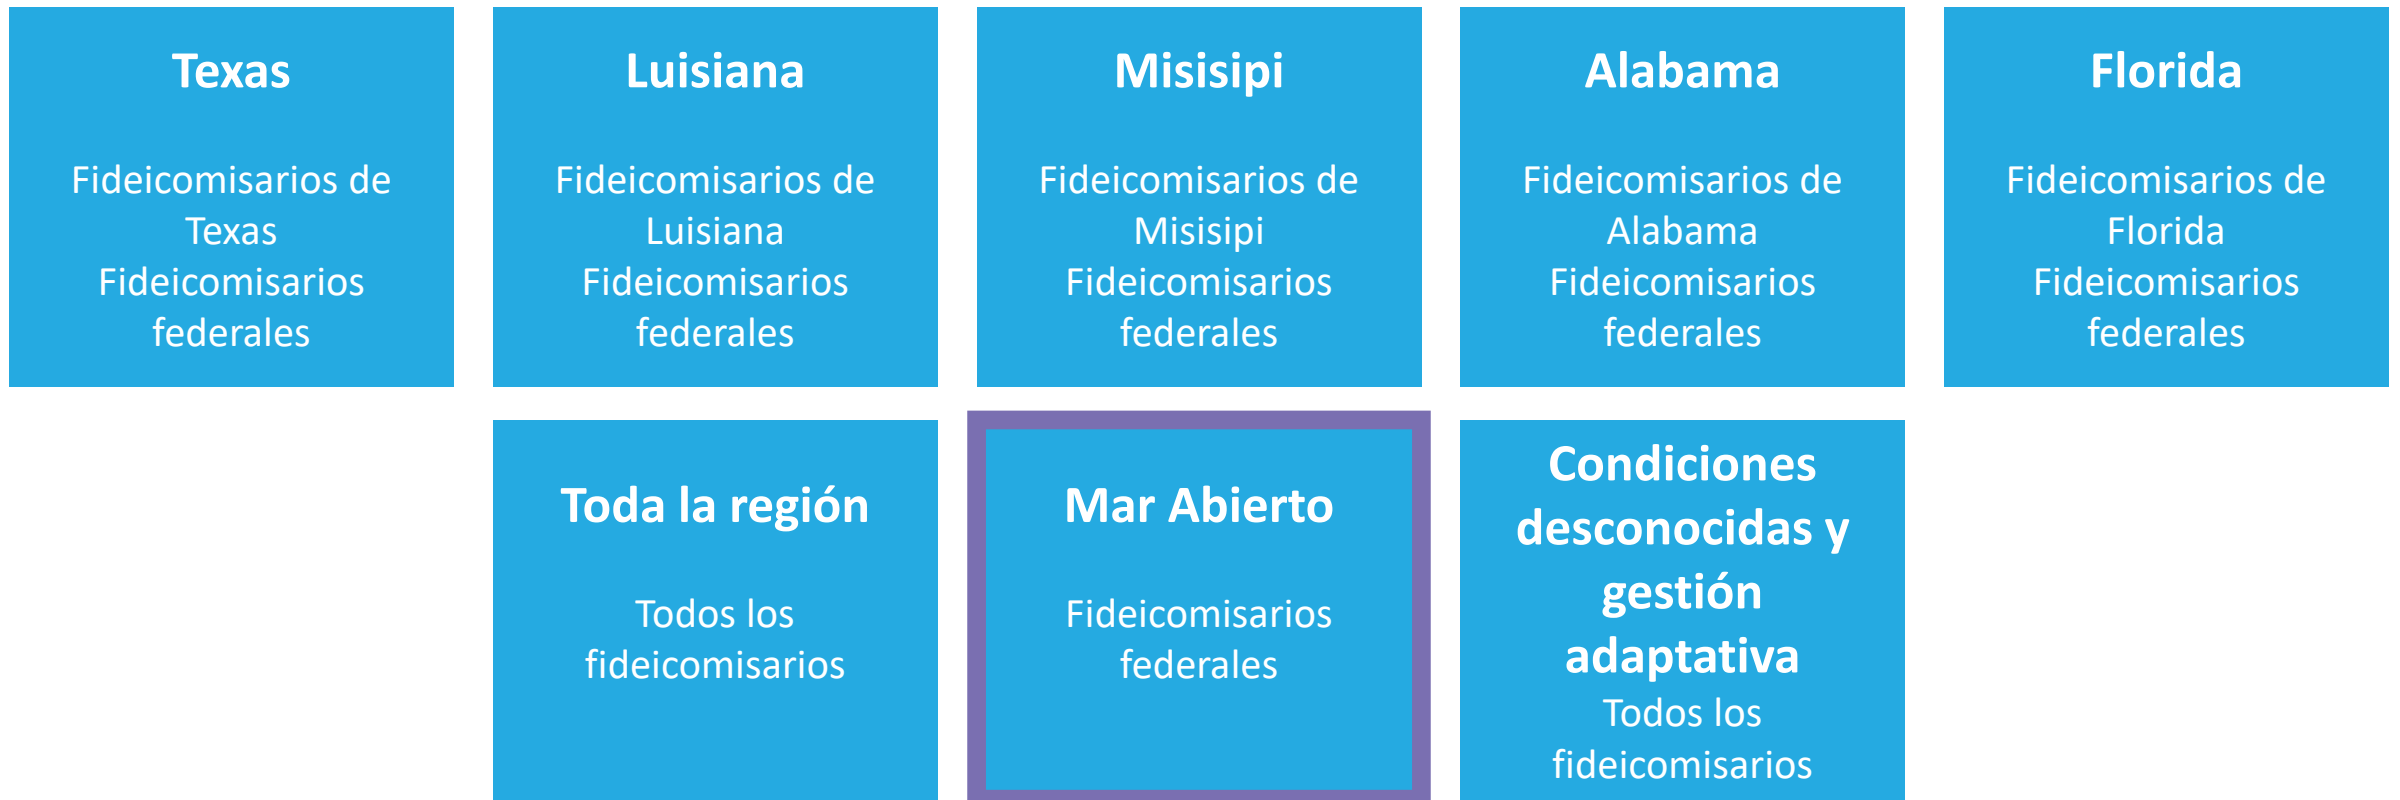 Texas
Fideicomisarios de
Texas
Fideicomisarios
federales
Luisiana
Fideicomisarios de
Luisiana
Fideicomisarios
federales
Misisipi
Fideicomisarios de
Misisipi
Fideicomisarios
federales
Alabama
Fideicomisarios de
Alabama
Fideicomisarios
federales
Florida
Fideicomisarios de
Florida
Fideicomisarios
federales
Toda la región
Todos los
fideicomisarios
Mar Abierto
Fideicomisarios
federales
Condiciones
desconocidas y
gestión
adaptativa
Todos los
fideicomisarios